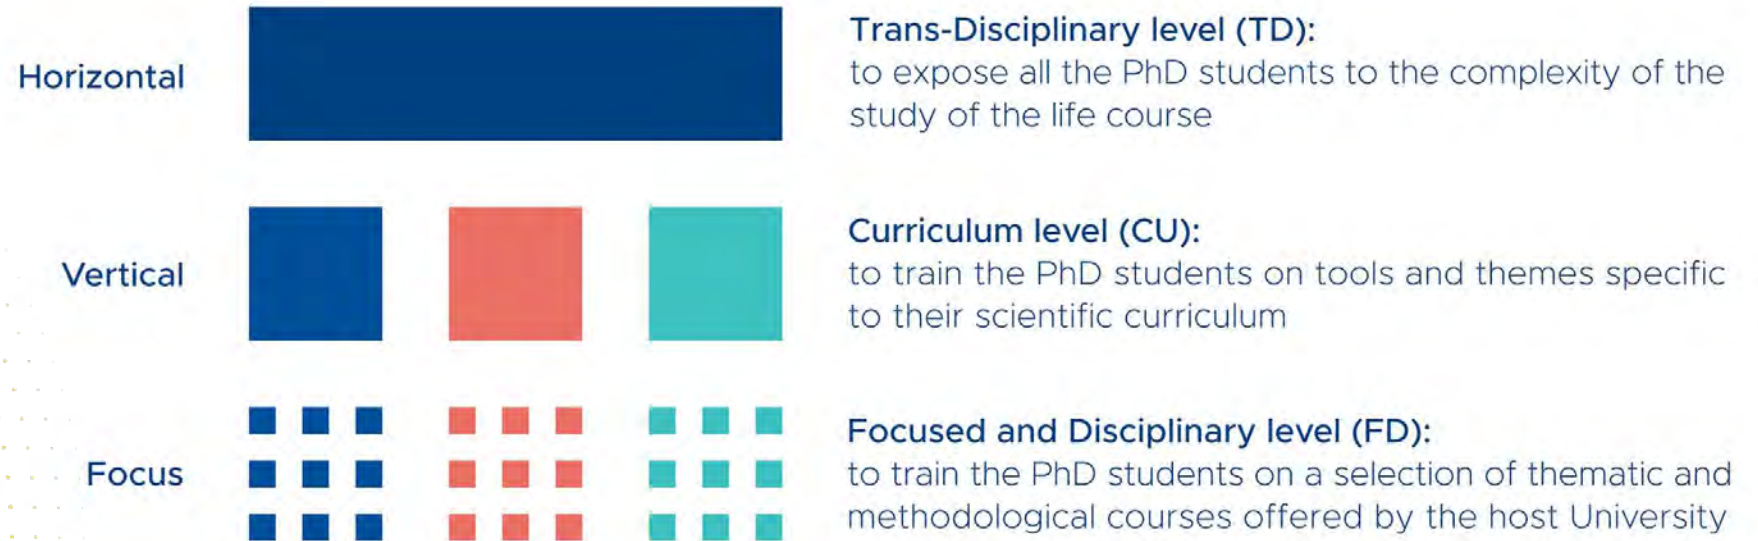 Horizontal
Trans-Disciplinary level (TD):
to expose all the PhD students to the complexity of the
study of the life course
Vertical
Curriculum level (CU):
to train the PhD students on tools and themes specific
to their scientific curriculum
Focus
Focused and Disciplinary level (FD):
to train the PhD students on a selection of thematic and
methodological courses offered by the host University